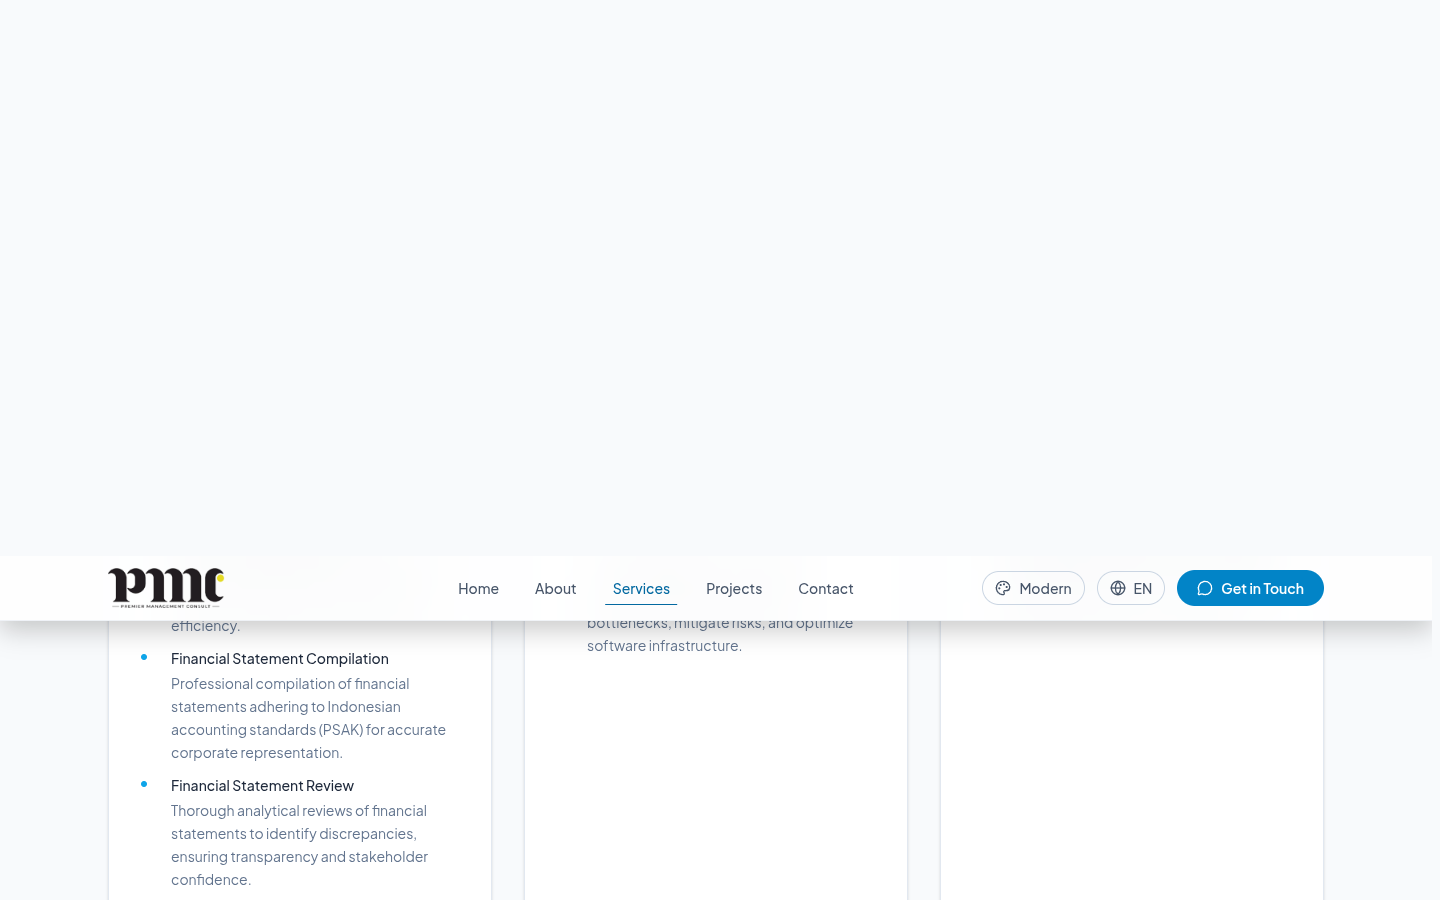 pmc
PREMIER MANAGEMENT CONSULT
Home
About
Services
Projects
Contact
Modern
EN
Get in Touch
efficiency.
Financial Statement Compilation
Professional compilation of financial
statements adhering to Indonesian
accounting standards (PSAK) for accurate
corporate representation.
Financial Statement Review
Thorough analytical reviews of financial
statements to identify discrepancies,
ensuring transparency and stakeholder
confidence.
bottlenecks, mitigate risks, and optimize
software infrastructure.